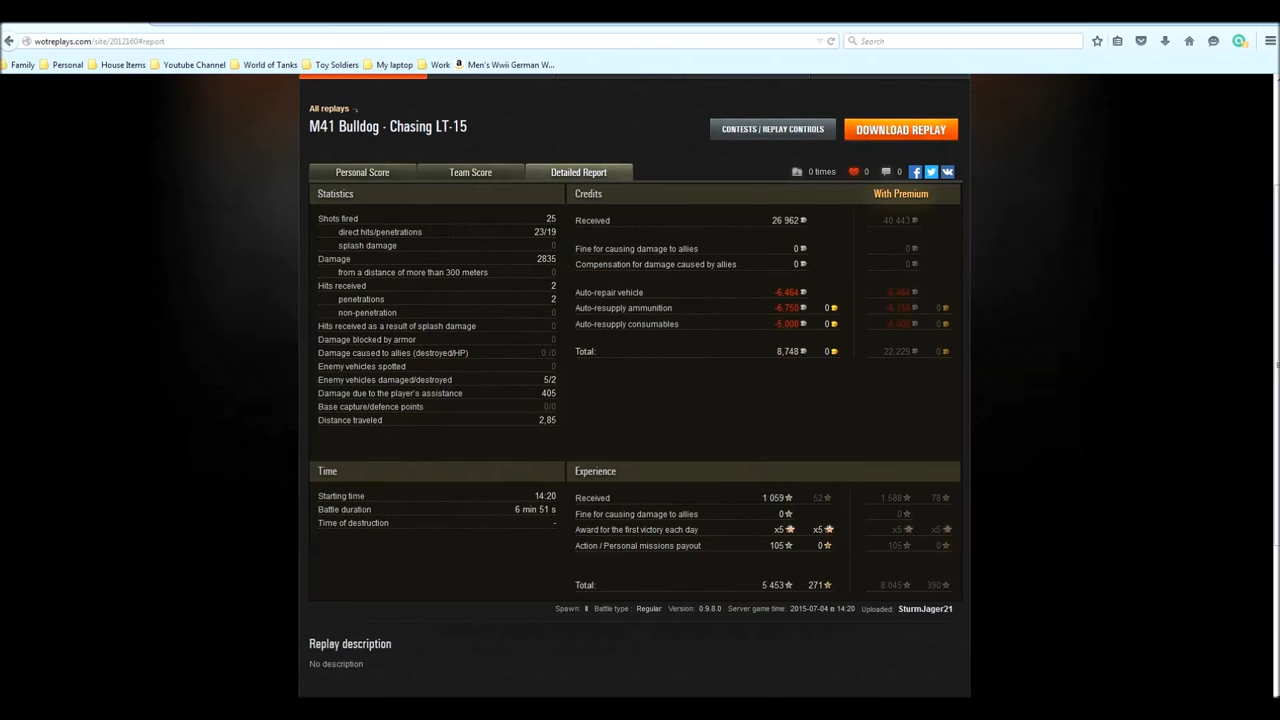 wotreplays.com/site/2012160#report
Search
Family Personal House Items Youtube Channel World of Tanks Toy Soldiers My laptop Work Men's Wwii German W...
All replays
M41 Bulldog - Chasing LT-15
CONTESTS / REPLAY CONTROLS DOWNLOAD REPLAY
Personal Score Team Score Detailed Report 0 times 0 0
Statistics Credits With Premium
Shots fired 25 Received 26 962 40 443
direct hits/penetrations 23/19
splash damage 0 Fine for causing damage to allies 0 0
Damage 2835 Compensation for damage caused by allies 0 0
from a distance of more than 300 meters 0
Hits received 2 Auto-repair vehicle -6,464 -6,464
penetrations 2 Auto-resupply ammunition -6,750 0 -6,750 0
non-penetration 0
Hits received as a result of splash damage 0 Auto-resupply consumables -5,000 0 -5,000 0
Damage blocked by armor 0
Damage caused to allies (destroyed/HP) 0 /0 Total: 8,748 0 22,229 0
Enemy vehicles spotted 0
Enemy vehicles damaged/destroyed 5/2
Damage due to the player's assistance 405
Base capture/defence points 0/0
Distance traveled 2,85
Time Experience
Starting time 14:20 Received 1 059 52 1 588 78
Battle duration 6 min 51 s Fine for causing damage to allies 0 0
Time of destruction - Award for the first victory each day x5 x5 x5 x5
Action / Personal missions payout 105 0 105 0
Total: 5 453 271 8 045 390
Spawn: II Battle type: Regular Version: 0.9.8.0 Server game time: 2015-07-04 в 14:20 Uploaded: SturmJager21
Replay description
No description